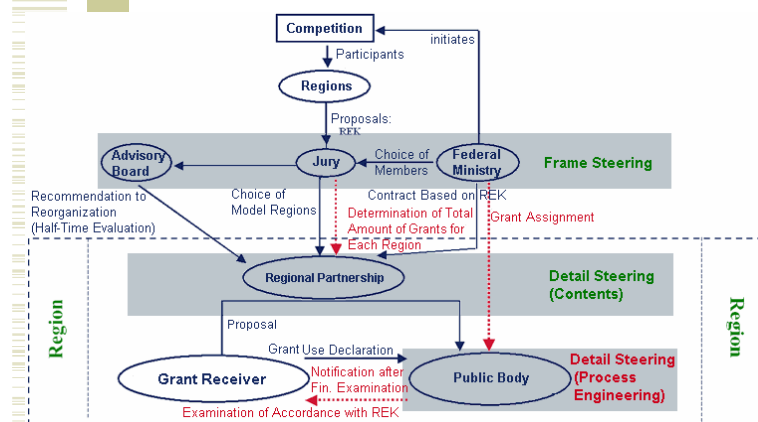 Competition
initiates
Participants
Regions
Proposals:
REK
Advisory
Board
Jury
Choice of
Members
Federal
Ministry
Frame Steering
Recommendation to
Reorganization
(Half-Time Evaluation)
Choice of
Model Regions
Contract Based on REK
Determination of Total
Amount of Grants for
Each Region
Grant Assignment
Regional Partnership
Detail Steering
(Contents)
Region
Region
Proposal
Grant Use Declaration
Grant Receiver
Notification after
Fin. Examination
Public Body
Detail Steering
(Process
Engineering)
Examination of Accordance with REK